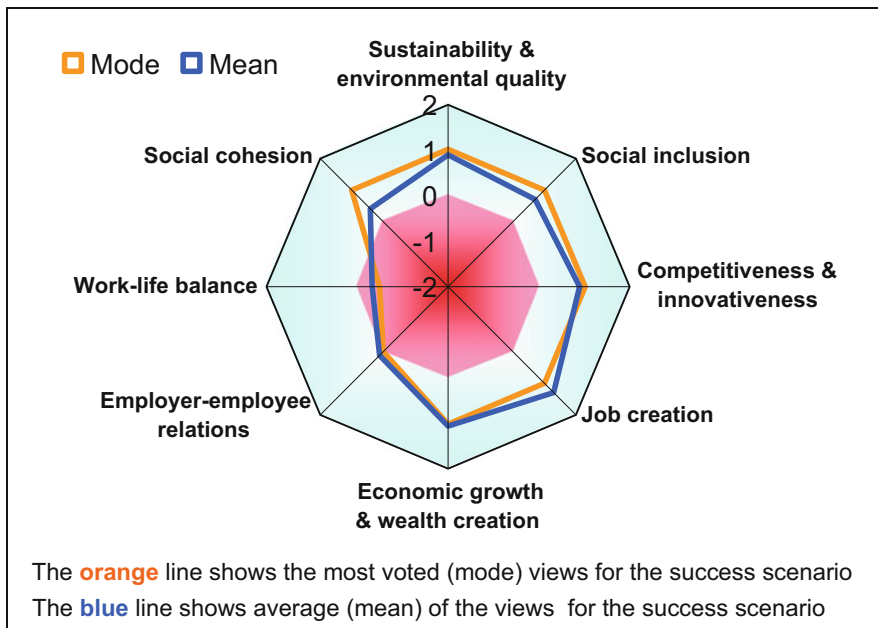 Mode Mean
Sustainability &
environmental quality
2
1
0
-1
-2
Social cohesion
Social inclusion
Work-life balance
Competitiveness &
innovativeness
Employer-employee
relations
Job creation
Economic growth
& wealth creation
The orange line shows the most voted (mode) views for the success scenario
The blue line shows average (mean) of the views for the success scenario